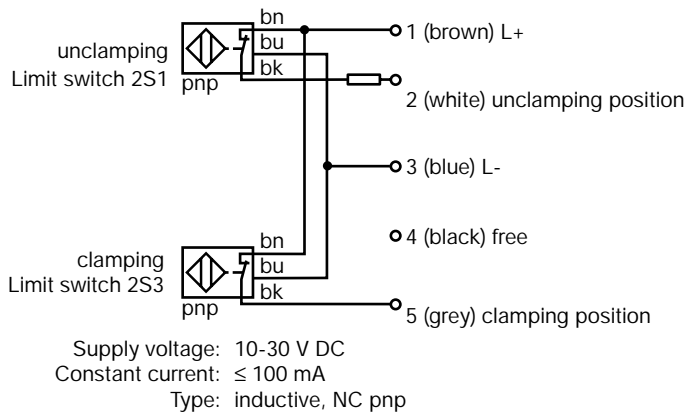 bn
1 (brown) L+
unclamping
bu
Limit switch 2S1
bk
pnp
2 (white) unclamping position
3 (blue) L-
4 (black) free
bn
clamping
bu
Limit switch 2S3
bk
pnp
5 (grey) clamping position
Supply voltage: 10-30 V DC
Constant current: ≤ 100 mA
Type: inductive, NC pnp